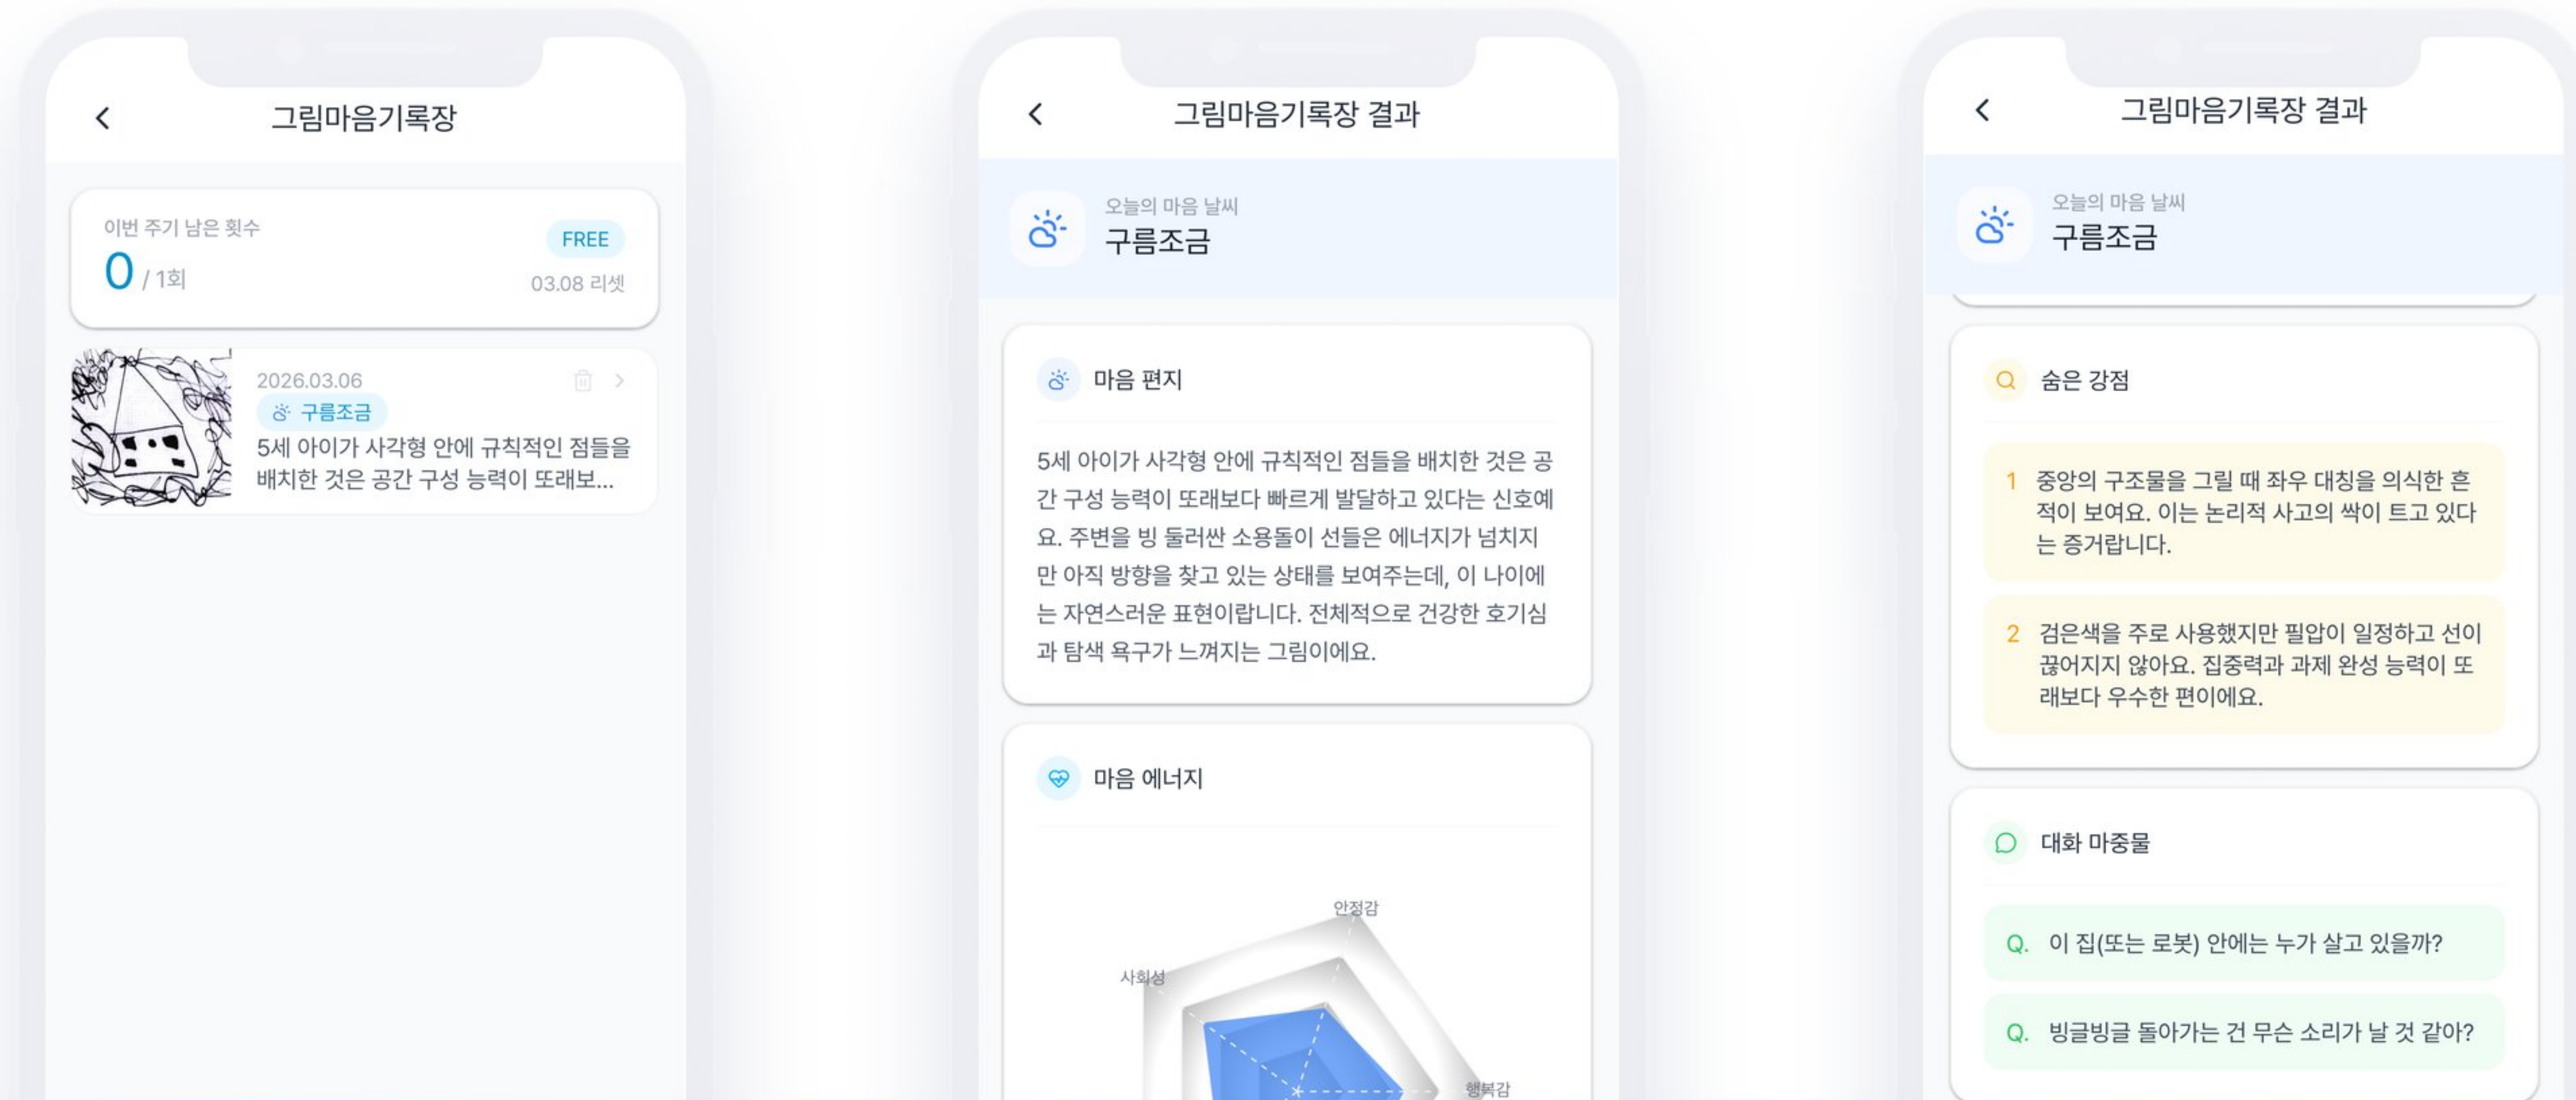 그림마음기록장
이번 주기 남은 횟수
0 / 1회
FREE
03.08 리셋
2026.03.06
구름조금
5세 아이가 사각형 안에 규칙적인 점들을
배치한 것은 공간 구성 능력이 또래보...
그림마음기록장 결과
오늘의 마음 날씨
구름조금
마음 편지
5세 아이가 사각형 안에 규칙적인 점들을 배치한 것은 공
간 구성 능력이 또래보다 빠르게 발달하고 있다는 신호예
요. 주변을 빙 둘러싼 소용돌이 선들은 에너지가 넘치지
만 아직 방향을 찾고 있는 상태를 보여주는데, 이 나이에
는 자연스러운 표현이랍니다. 전체적으로 건강한 호기심
과 탐색 욕구가 느껴지는 그림이에요.
마음 에너지
안정감
사회성
행복감
그림마음기록장 결과
오늘의 마음 날씨
구름조금
숨은 강점
1 중앙의 구조물을 그릴 때 좌우 대칭을 의식한 흔
적이 보여요. 이는 논리적 사고의 싹이 트고 있다
는 증거랍니다.
2 검은색을 주로 사용했지만 필압이 일정하고 선이
끊어지지 않아요. 집중력과 과제 완성 능력이 또
래보다 우수한 편이에요.
대화 마중물
Q. 이 집(또는 로봇) 안에는 누가 살고 있을까?
Q. 빙글빙글 돌아가는 건 무슨 소리가 날 것 같아?